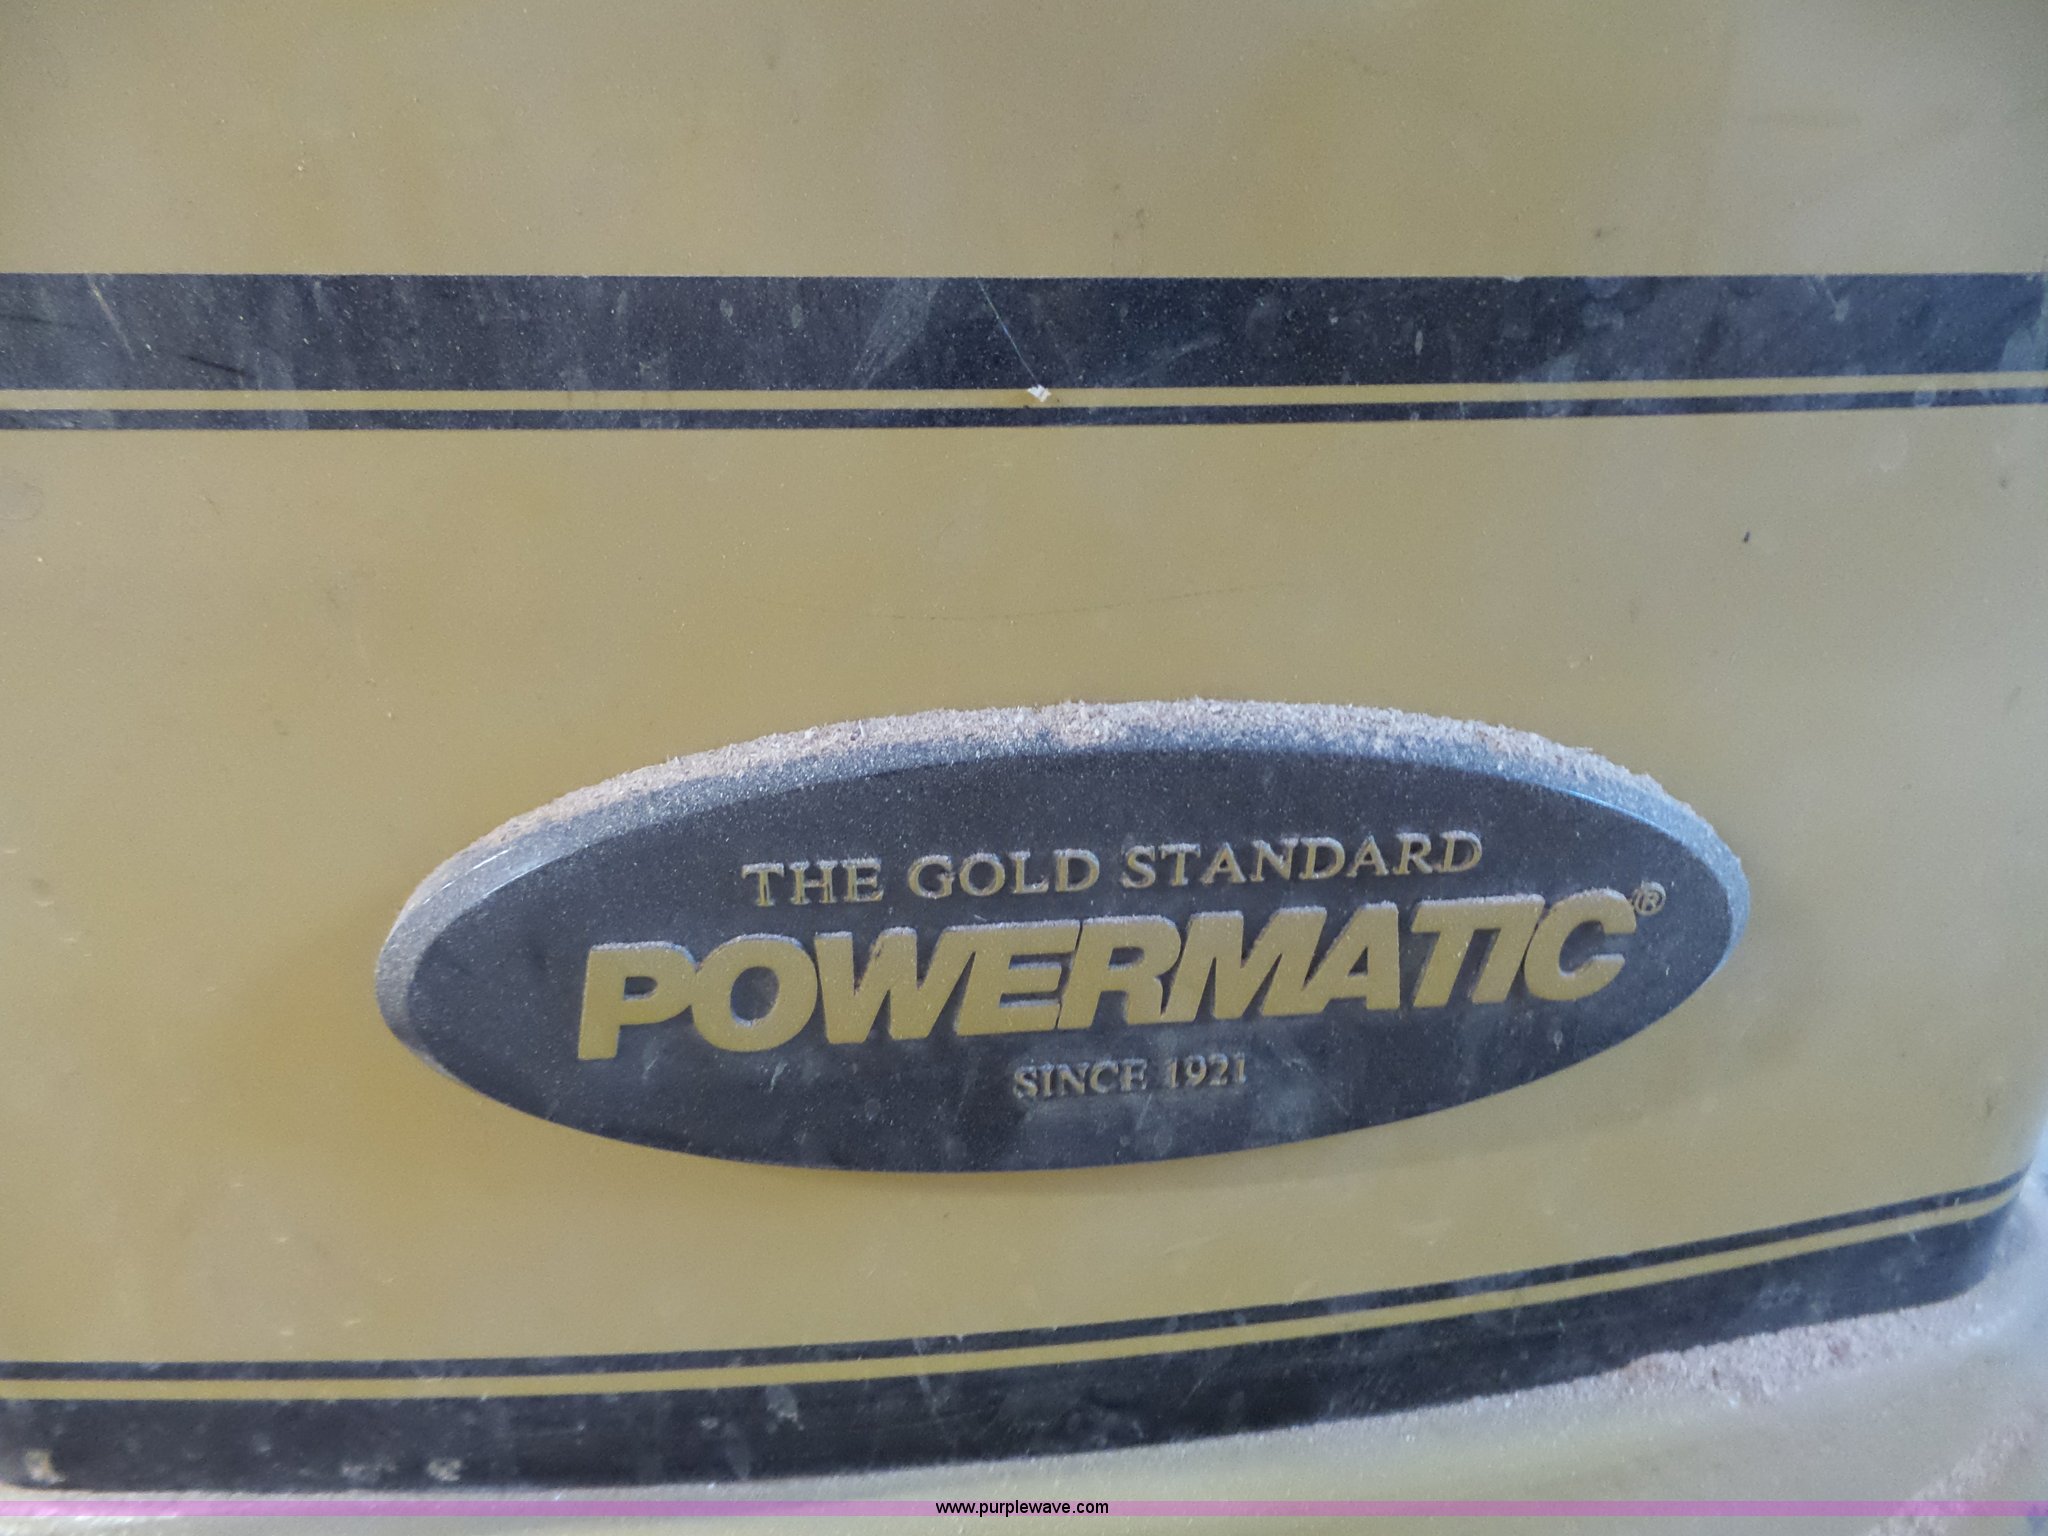 THE GOLD STANDARD
POWERMATIC®
SINCE 1921
www.purplewave.com